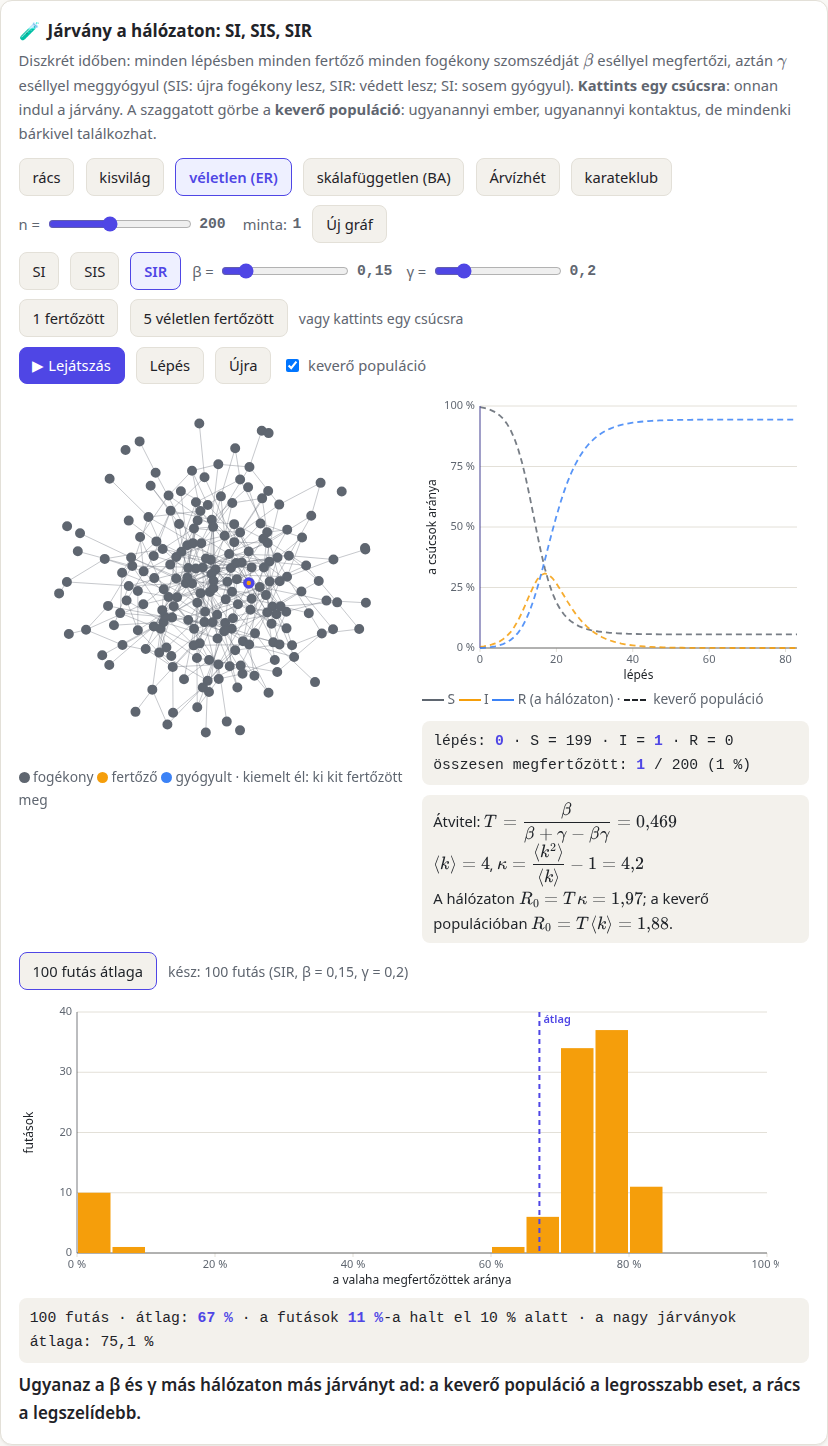 🧪 Járvány a hálózaton: SI, SIS, SIR
Diszkrét időben: minden lépésben minden fertőző minden fogékony szomszédját β eséllyel megfertőzi, aztán γ
eséllyel meggyógyul (SIS: újra fogékony lesz, SIR: védett lesz; SI: sosem gyógyul). Kattints egy csúcsra: onnan
indul a járvány. A szaggatott görbe a keverő populáció: ugyanannyi ember, ugyanannyi kontaktus, de mindenki
bárkivel találkozhat.
rács kisvilág véletlen (ER) skálafüggetlen (BA) Árvízhét karateklub
n = 200 minta: 1 Új gráf
SI SIS SIR β = 0,15 γ = 0,2
1 fertőzött 5 véletlen fertőzött vagy kattints egy csúcsra
▶ Lejátszás Lépés Újra keverő populáció
100 %
75 %
50 %
25 %
0 %
a csúcsok aránya
0 20 40 60 80
lépés
S I R (a hálózaton) · keverő populáció
lépés: 0 · S = 199 · I = 1 · R = 0
összesen megfertőzött: 1 / 200 (1 %)
fogékony fertőző gyógyult · kiemelt él: ki kit fertőzött
meg
Átvitel: T = β / (β + γ − βγ) = 0,469
⟨k⟩ = 4, κ = ⟨k²⟩ / ⟨k⟩ − 1 = 4,2
A hálózaton R₀ = Tκ = 1,97; a keverő
populációban R₀ = T⟨k⟩ = 1,88.
100 futás átlaga kész: 100 futás (SIR, β = 0,15, γ = 0,2)
40
30
20
10
0
futások
átlag
0 % 20 % 40 % 60 % 80 % 100 %
a valaha megfertőzöttek aránya
100 futás · átlag: 67 % · a futások 11 %-a halt el 10 % alatt · a nagy járványok
átlaga: 75,1 %
Ugyanaz a β és γ más hálózaton más járványt ad: a keverő populáció a legrosszabb eset, a rács
a legszelídebb.